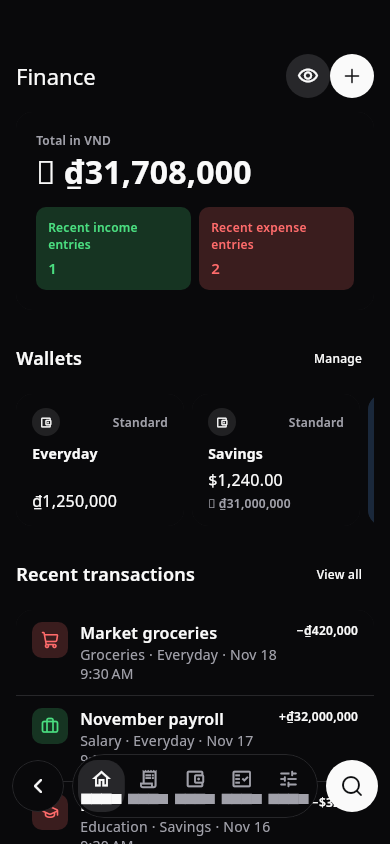 Finance
Total in VND
₫31,708,000
Recent income
entries
1
Recent expense
entries
2
Wallets
Manage
Standard
Everyday
₫1,250,000
Standard
Savings
$1,240.00
₫31,000,000
Recent transactions
View all
Market groceries
−₫420,000
Groceries · Everyday · Nov 18
9:30 AM
November payroll
+₫32,000,000
Salary · Everyday · Nov 17
Education · Savings · Nov 16